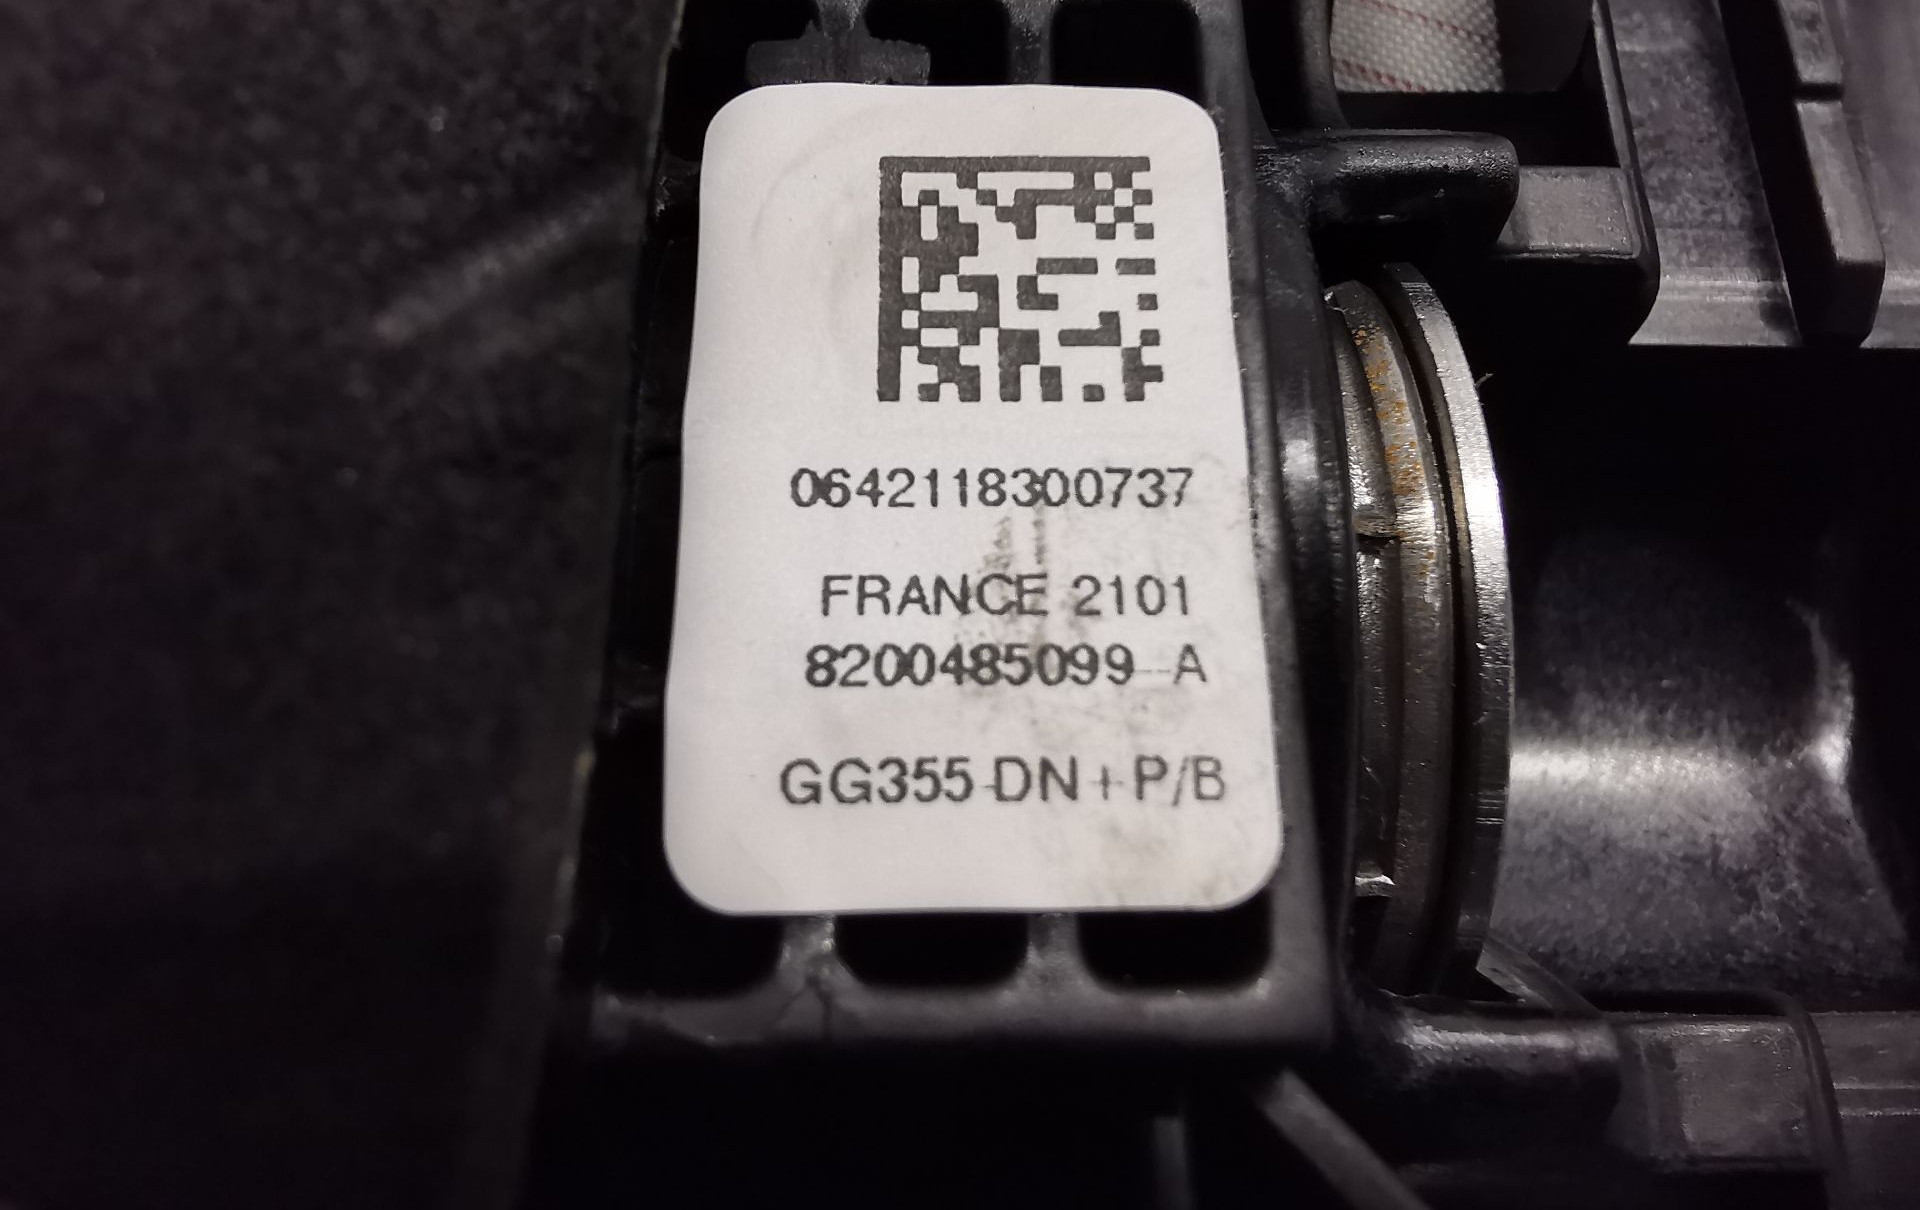 0642118300737
FRANCE 2101
8200485099--A
GG355 DN + P/B